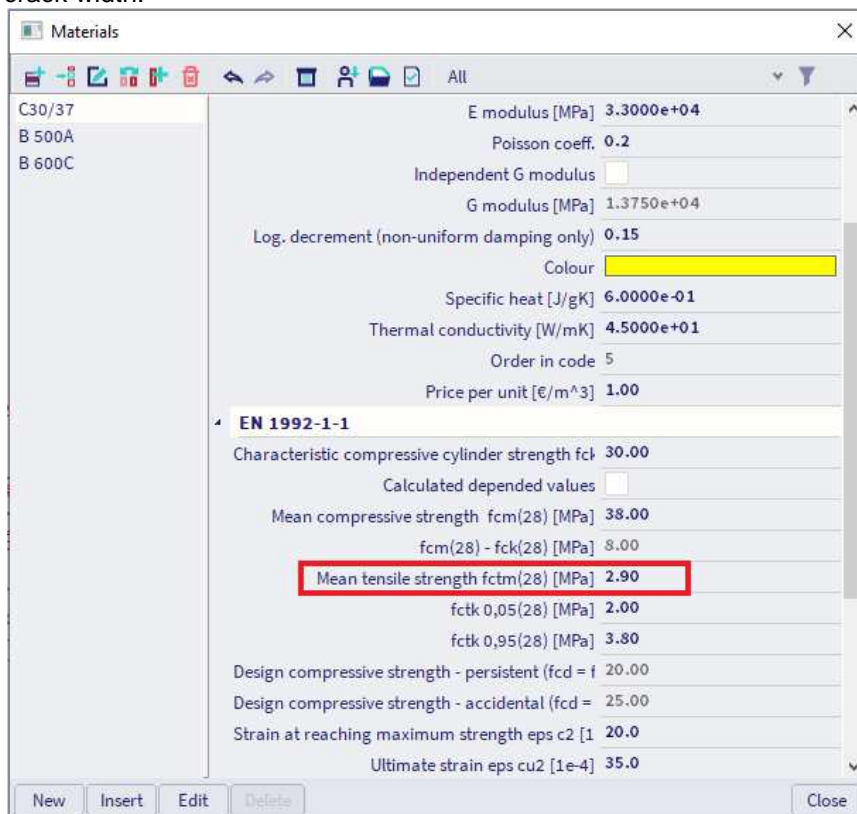 crack width.
Materials
All
C30/37
B 500A
B 600C
E modulus [MPa] 3.3000e+04
Poisson coeff. 0.2
Independent G modulus
G modulus [MPa] 1.3750e+04
Log. decrement (non-uniform damping only) 0.15
Colour
Specific heat [J/gK] 6.0000e-01
Thermal conductivity [W/mK] 4.5000e+01
Order in code 5
Price per unit [€/m^3] 1.00
EN 1992-1-1
Characteristic compressive cylinder strength fck 30.00
Calculated depended values
Mean compressive strength fcm(28) [MPa] 38.00
fcm(28) - fck(28) [MPa] 8.00
Mean tensile strength fctm(28) [MPa] 2.90
fctk 0,05(28) [MPa] 2.00
fctk 0,95(28) [MPa] 3.80
Design compressive strength - persistent (fcd = f 20.00
Design compressive strength - accidental (fcd = 25.00
Strain at reaching maximum strength eps c2 [1 20.0
Ultimate strain eps cu2 [1e-4] 35.0
New Insert Edit Delete Close